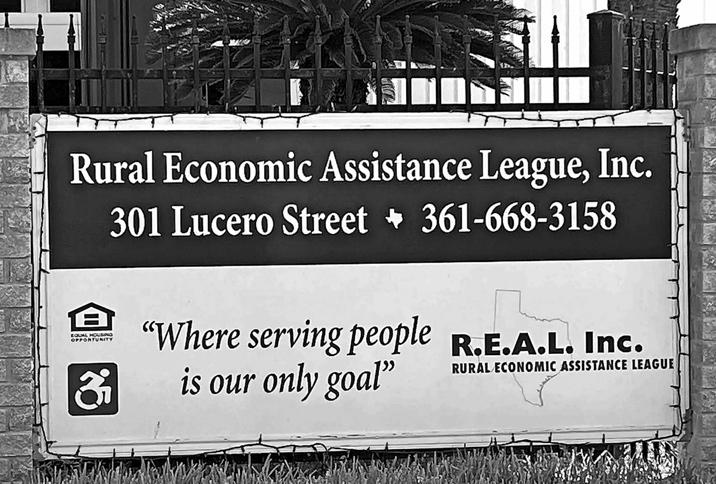 Rural Economic Assistance League, Inc.
301 Lucero Street 361-668-3158
EQUAL HOUSING
OPPORTUNITY
“Where serving people
is our only goal”
R.E.A.L. Inc.
RURAL ECONOMIC ASSISTANCE LEAGUE